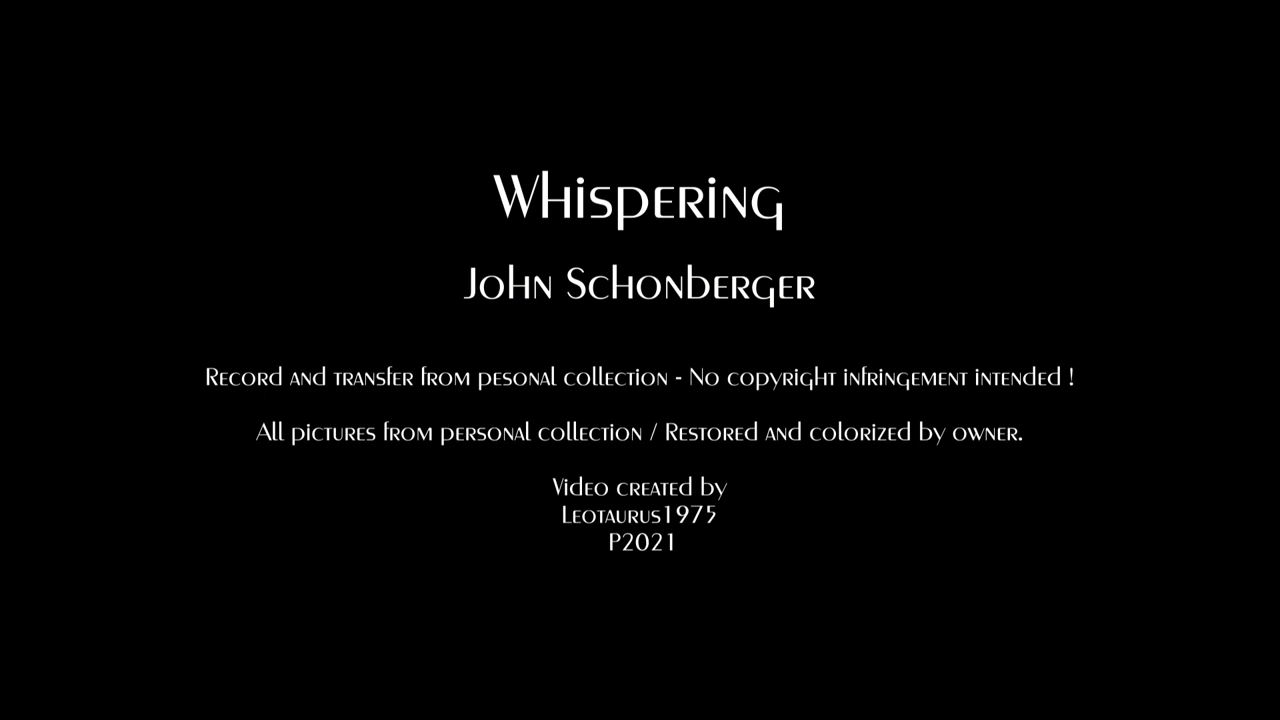 Whispering
John Schonberger
Record and transfer from pesonal collection - No copyright infringement intended !
All pictures from personal collection / Restored and colorized by owner.
Video created by
Leotaurus1975
P2021